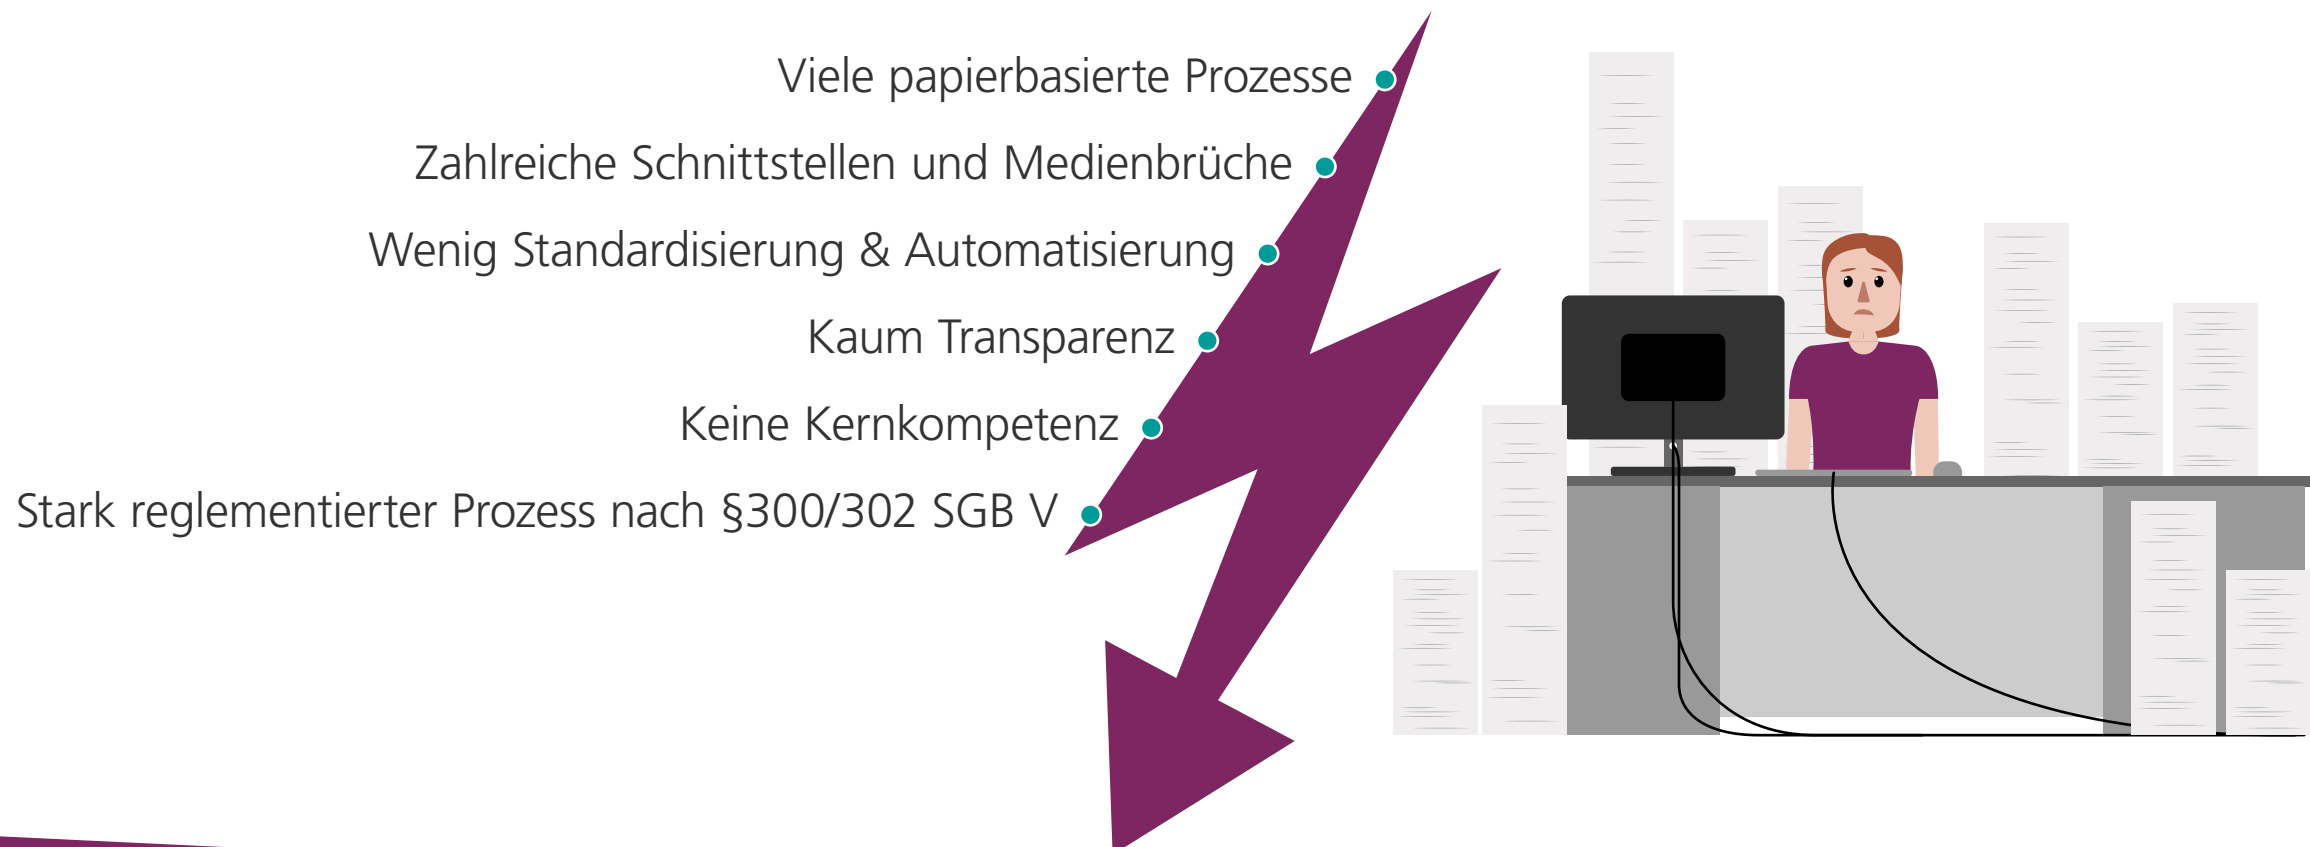 Viele papierbasierte Prozesse
Zahlreiche Schnittstellen und Medienbrüche
Wenig Standardisierung & Automatisierung
Kaum Transparenz
Keine Kernkompetenz
Stark reglementierter Prozess nach §300/302 SGB V